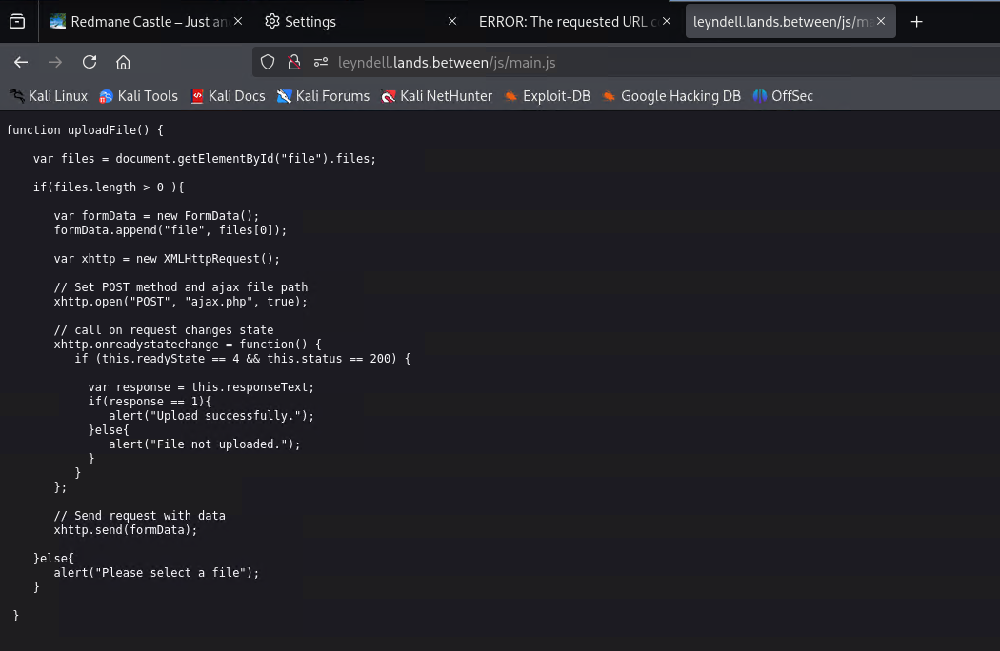 Redmane Castle – Just an
Settings
ERROR: The requested URL c
leyndell.lands.between/js/ma
leyndell.lands.between/js/main.js
Kali Linux
Kali Tools
Kali Docs
Kali Forums
Kali NetHunter
Exploit-DB
Google Hacking DB
OffSec
function uploadFile() {
var files = document.getElementById("file").files;
if(files.length > 0 ){
var formData = new FormData();
formData.append("file", files[0]);
var xhttp = new XMLHttpRequest();
// Set POST method and ajax file path
xhttp.open("POST", "ajax.php", true);
// call on request changes state
xhttp.onreadystatechange = function() {
if (this.readyState == 4 && this.status == 200) {
var response = this.responseText;
if(response == 1){
alert("Upload successfully.");
}else{
alert("File not uploaded.");
}
}
};
// Send request with data
xhttp.send(formData);
}else{
alert("Please select a file");
}
}